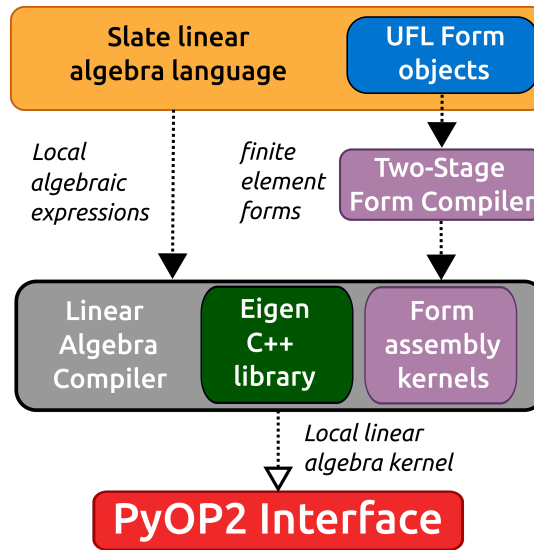 Slate linear
algebra language
UFL Form
objects
Local
algebraic
expressions
finite
element
forms
Two-Stage
Form Compiler
Linear
Algebra
Compiler
Eigen
C++
library
Form
assembly
kernels
Local linear
algebra kernel
PyOP2 Interface